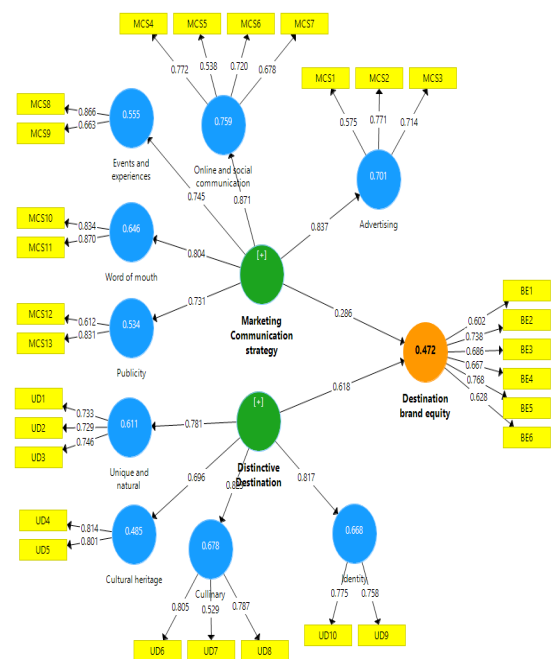 MCS4 MCS5 MCS6 MCS7
0.772 0.538 0.720 0.678
MCS1 MCS2 MCS3
0.575 0.771 0.714
MCS8
MCS9
0.866
0.663
0.555
Events and
experiences
0.759
Online and social
communication
0.701
Advertising
0.745
0.871
0.837
MCS10
MCS11
0.834
0.870
0.646
Word of mouth
0.804
[+]
Marketing
Communication
strategy
0.731
MCS12
MCS13
0.612
0.831
0.534
Publicity
0.286
0.618
0.472
Destination
brand equity
0.602
0.738
0.686
0.667
0.768
0.628
BE1
BE2
BE3
BE4
BE5
BE6
UD1
UD2
UD3
0.733
0.729
0.746
0.611
Unique and
natural
0.781
[+]
Distinctive
Destination
0.696
0.817
UD4
UD5
0.814
0.801
0.485
Cultural heritage
0.678
Cullinary
0.668
Identity
0.805 0.529 0.787
0.775 0.758
UD6 UD7 UD8
UD10 UD9